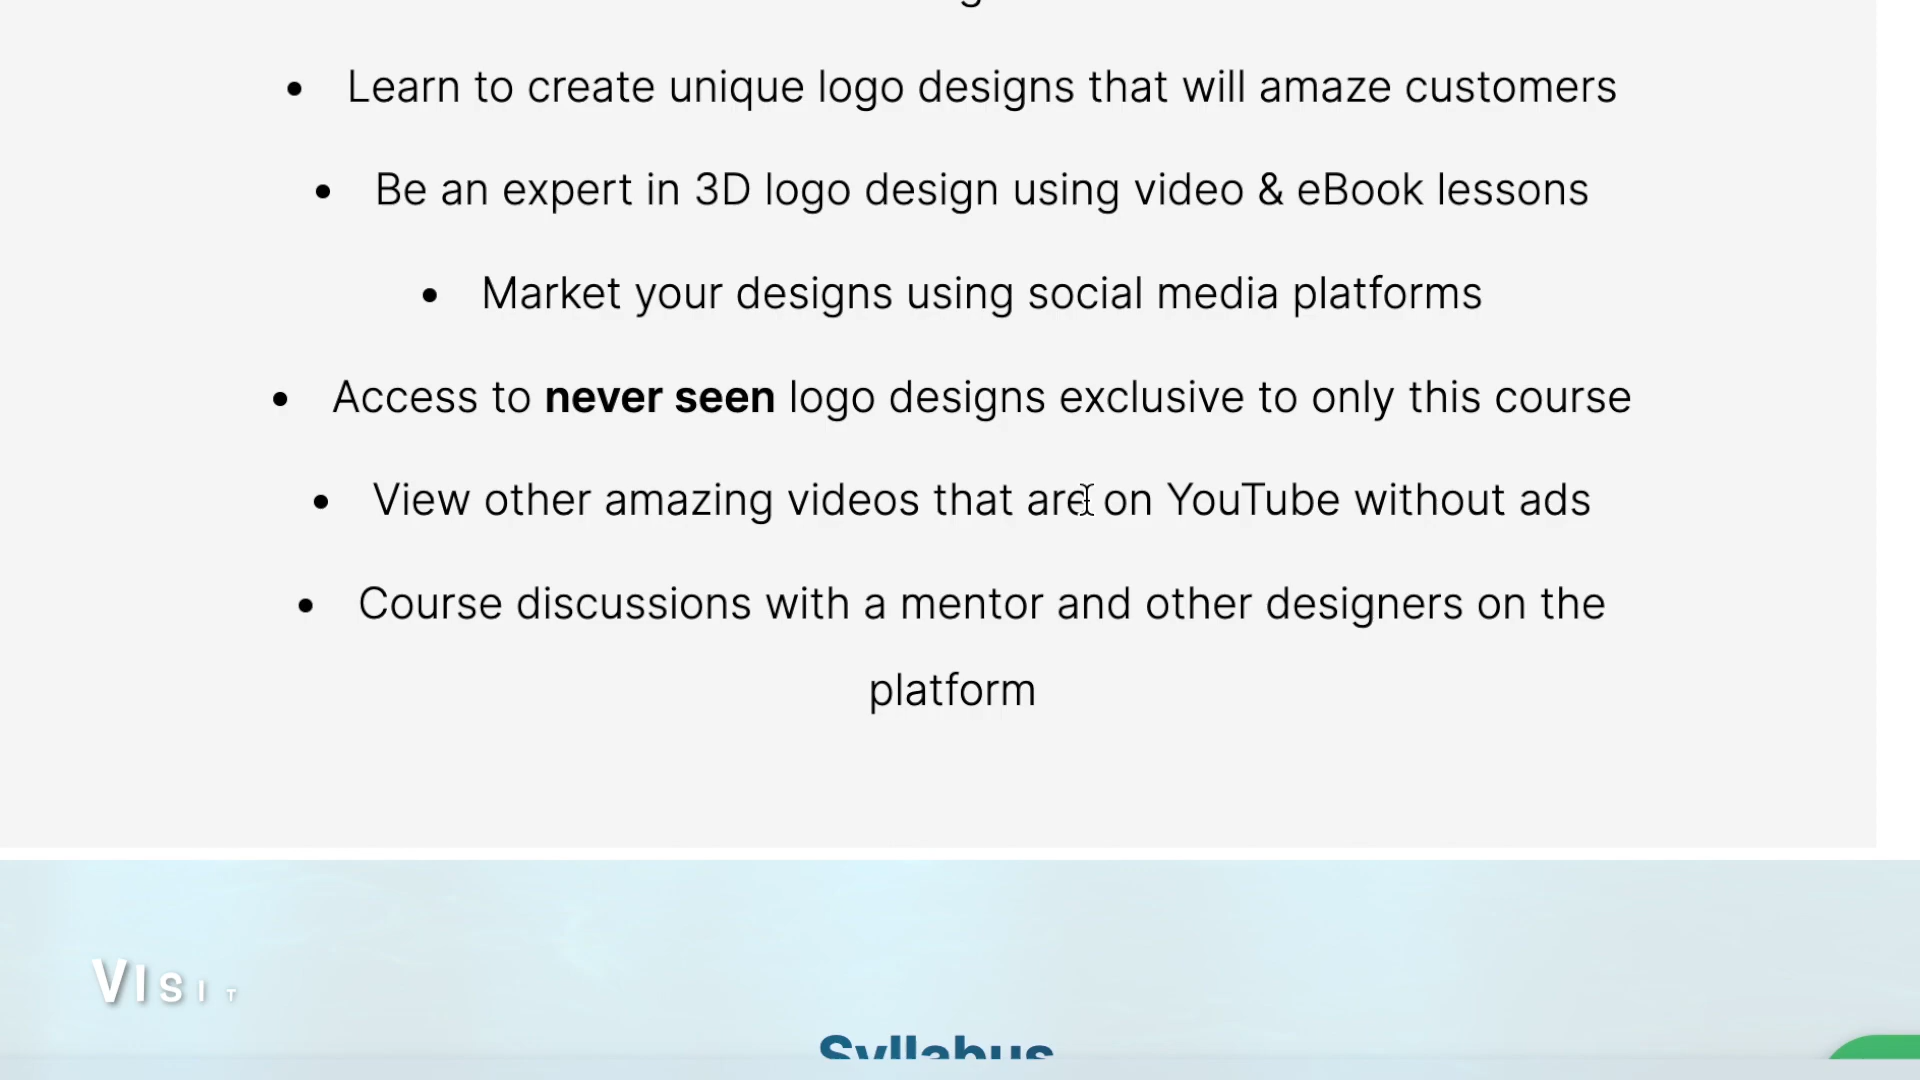 • Learn to create unique logo designs that will amaze customers
• Be an expert in 3D logo design using video & eBook lessons
• Market your designs using social media platforms
• Access to never seen logo designs exclusive to only this course
• View other amazing videos that are on YouTube without ads
• Course discussions with a mentor and other designers on the
platform
VISIT
Syllabus